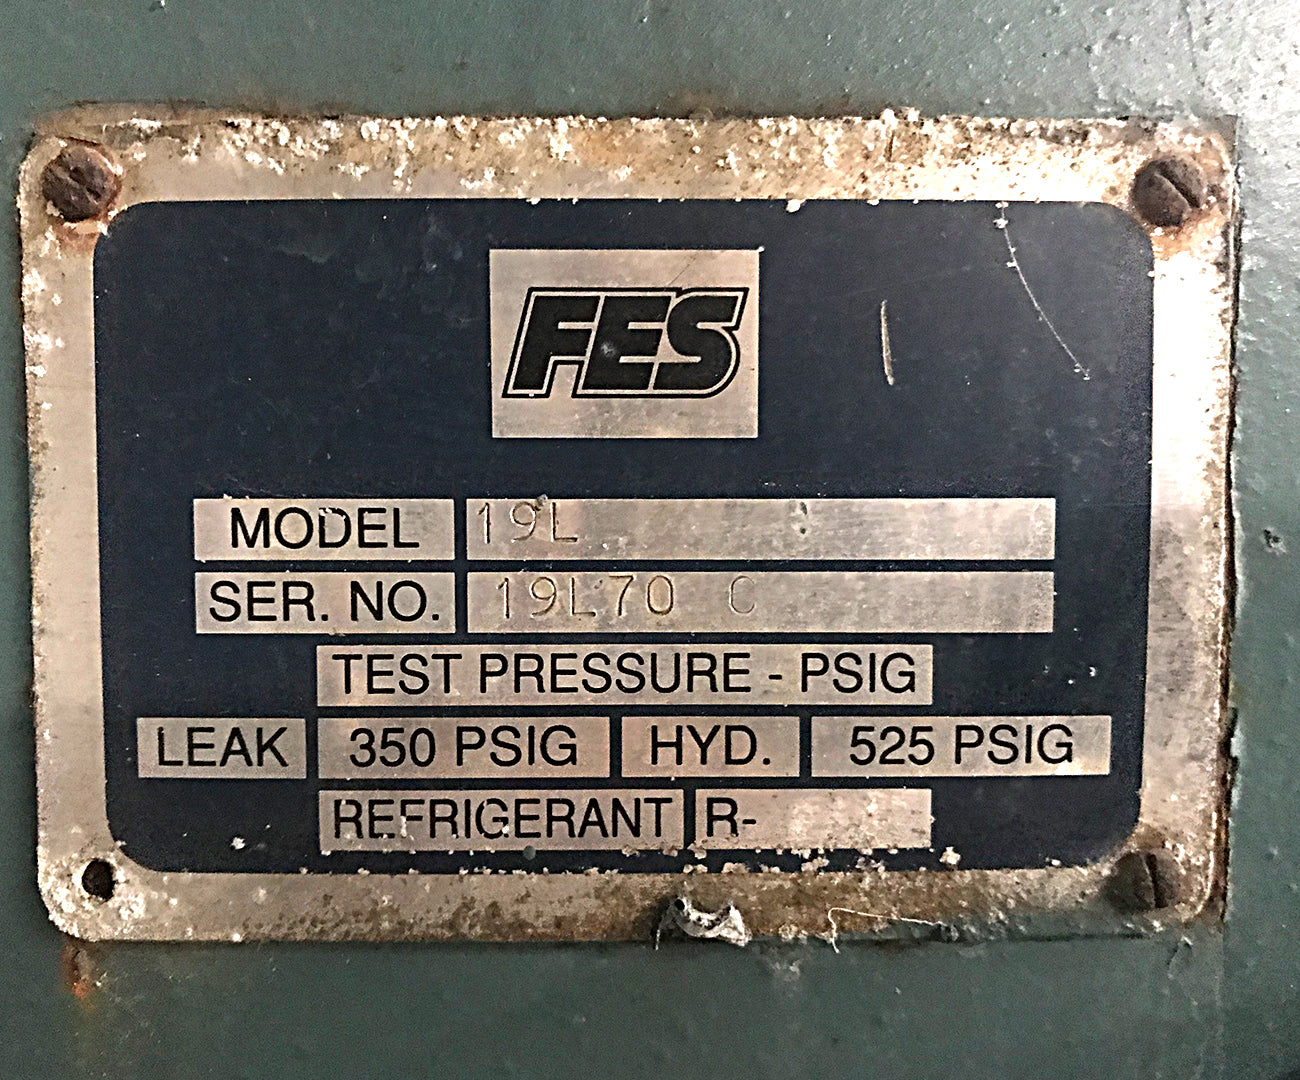 FES
MODEL 19L
SER. NO. 19L70 C
TEST PRESSURE - PSIG
LEAK 350 PSIG HYD. 525 PSIG
REFRIGERANT R-